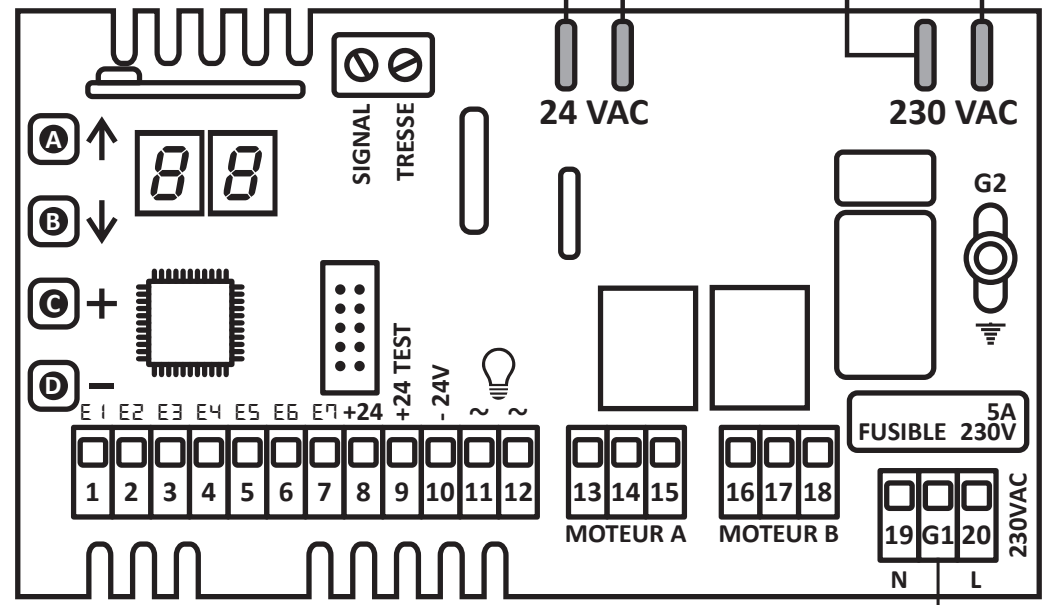 SIGNAL
TRESSE
24 VAC
230 VAC
A
B
C +
D -
88
G2
+24 TEST
- 24V
E1 E2 E3 E4 E5 E6 E7 +24 ~ ~
1 2 3 4 5 6 7 8 9 10 11 12
13 14 15
MOTEUR A
16 17 18
MOTEUR B
5A
FUSIBLE 230V
19 G1 20
N L
230VAC